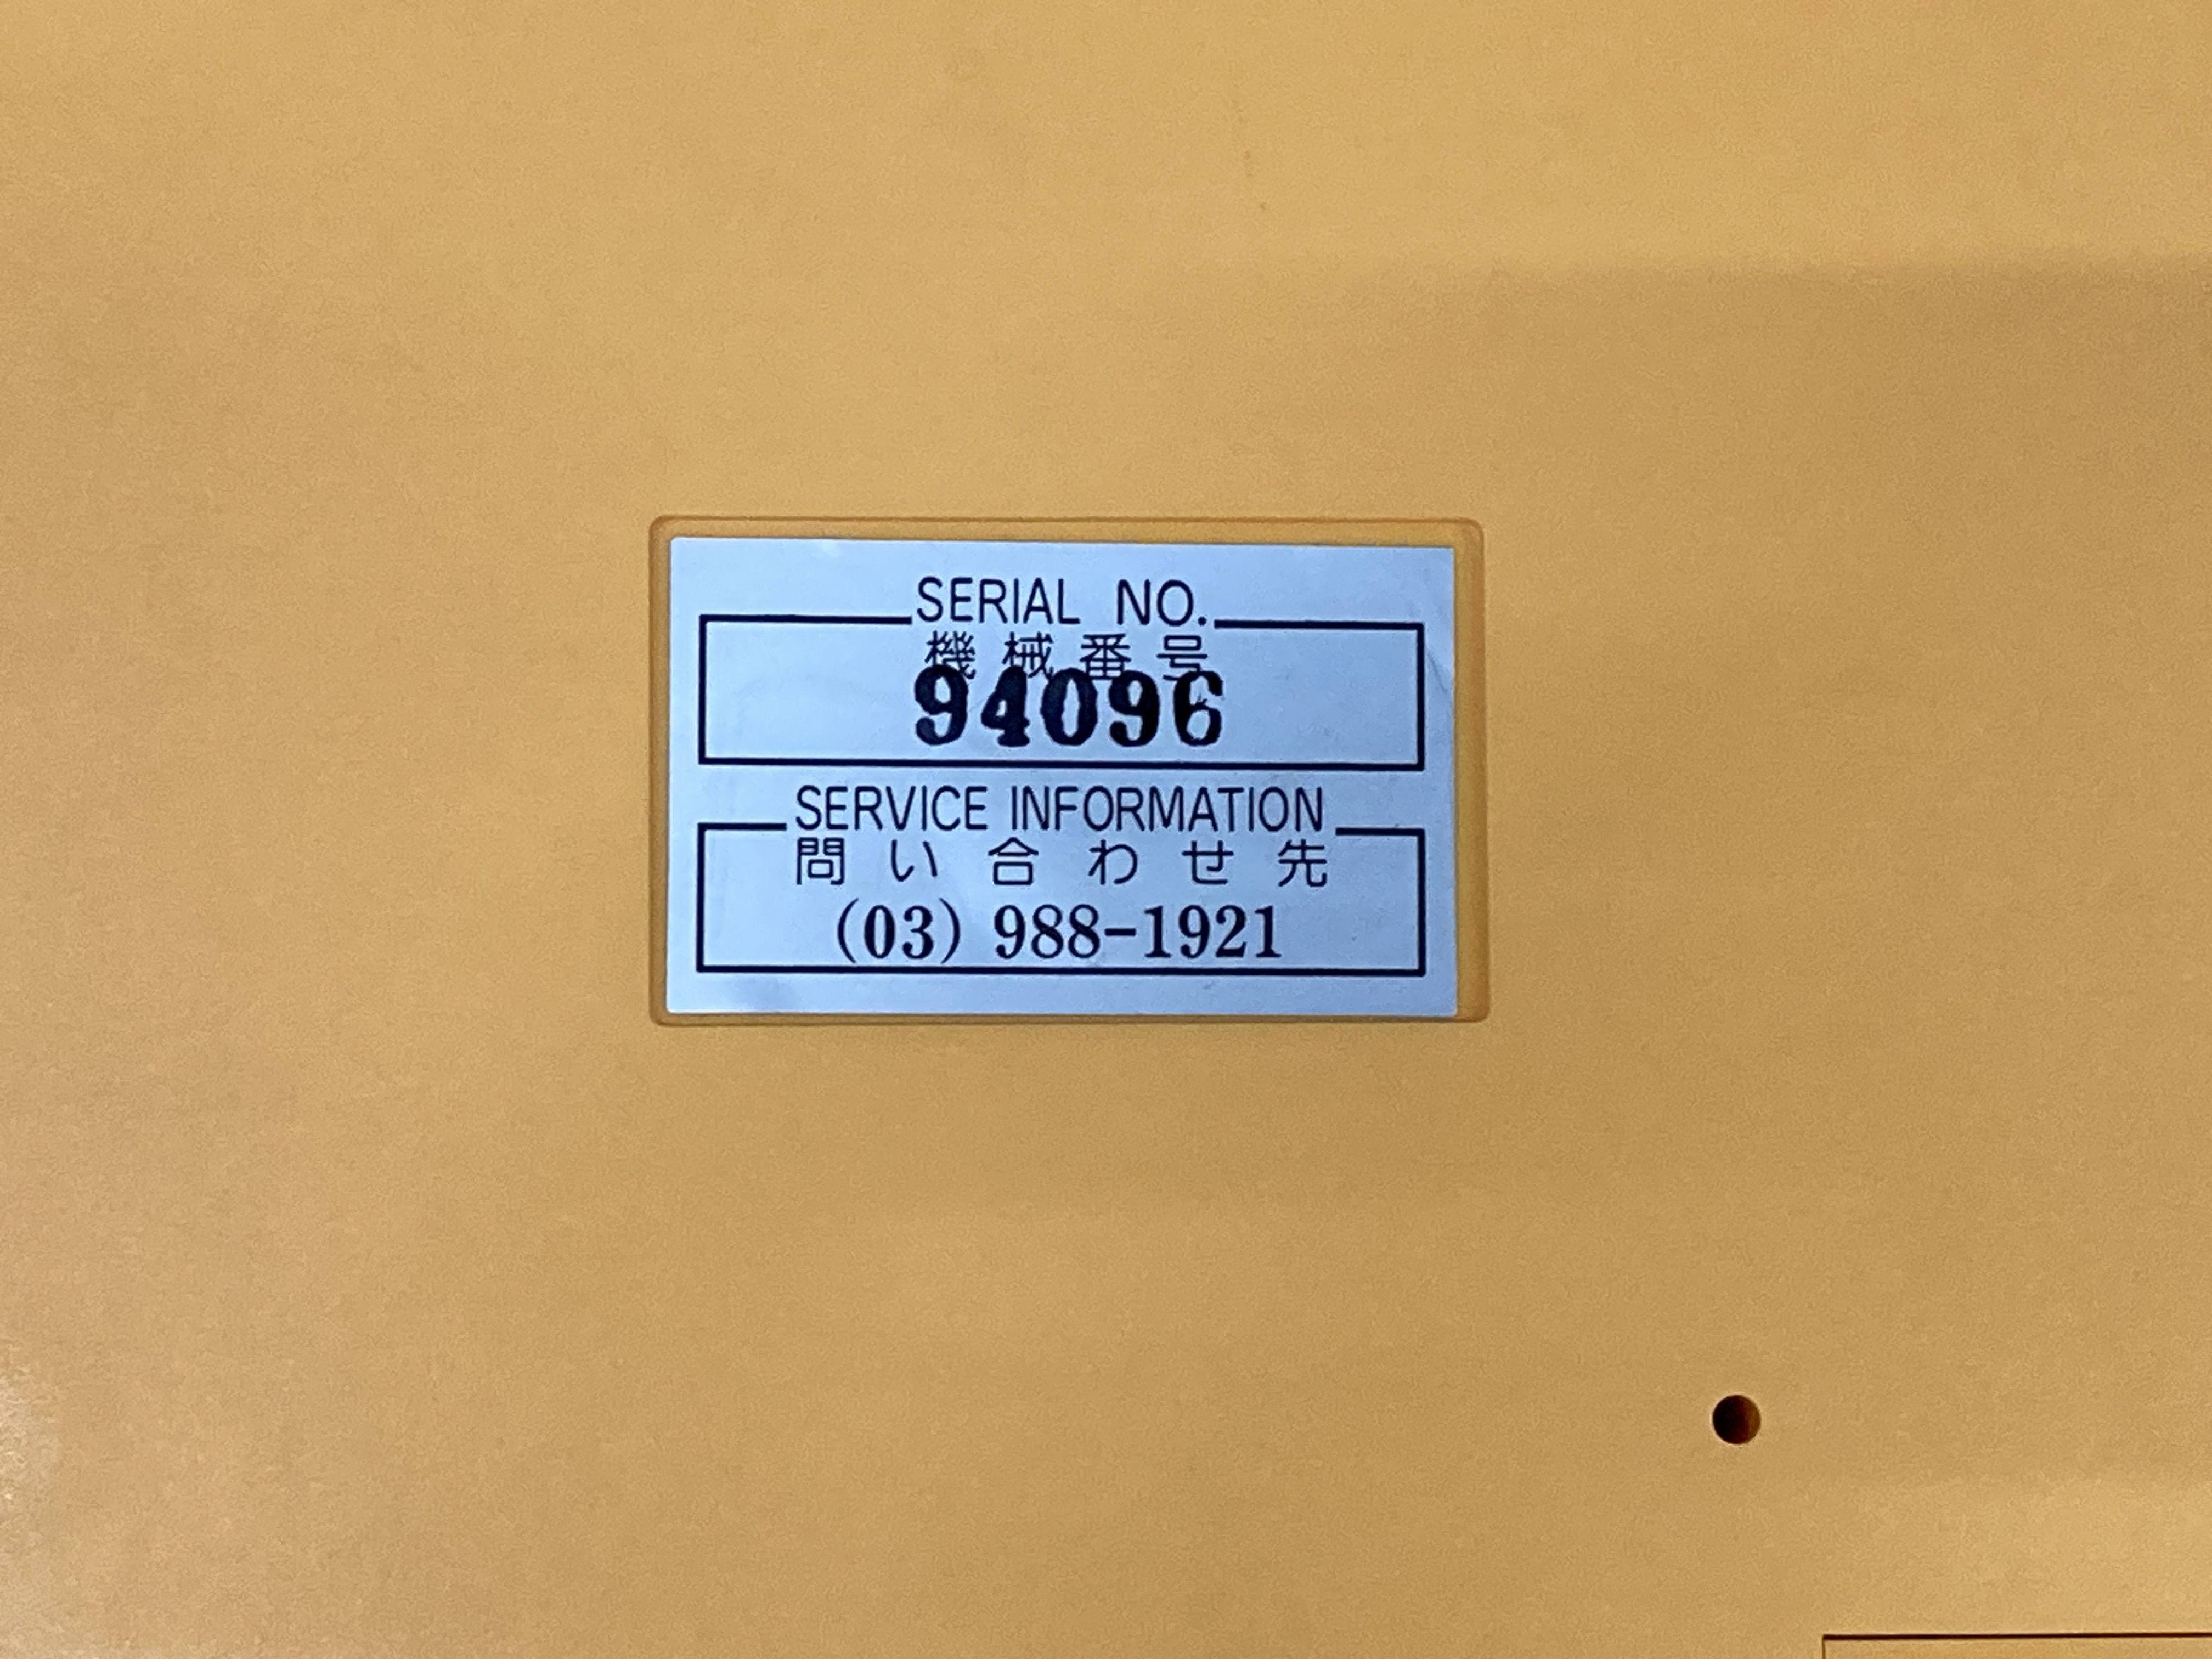 SERIAL NO.
機械番号
94096
SERVICE INFORMATION
問い合わせ先
(03) 988-1921